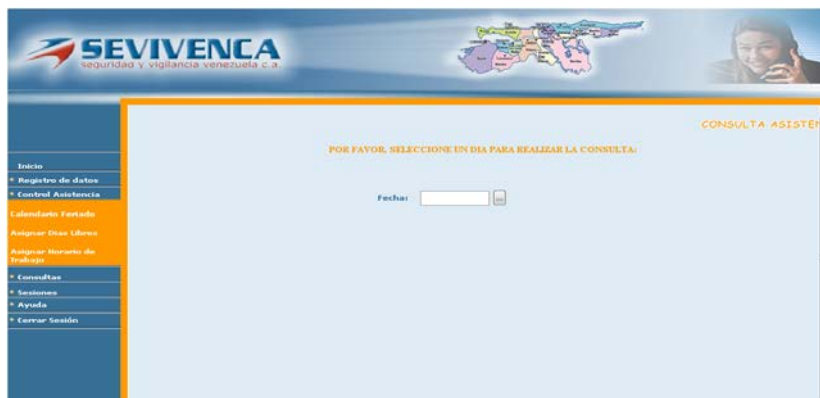 SEVIVENCA
seguridad y vigilancia venezuela c.a.
CONSULTA ASISTEN
POR FAVOR, SELECCIONE UN DIA PARA REALIZAR LA CONSULTA:
Fecha:
...
Inicio
Registro de datos
Control Asistencia
Calendario Feriado
Asignar Dias Libres
Asignar Horario de
Trabajo
Consultas
Sesiones
Ayuda
Cerrar Sesión